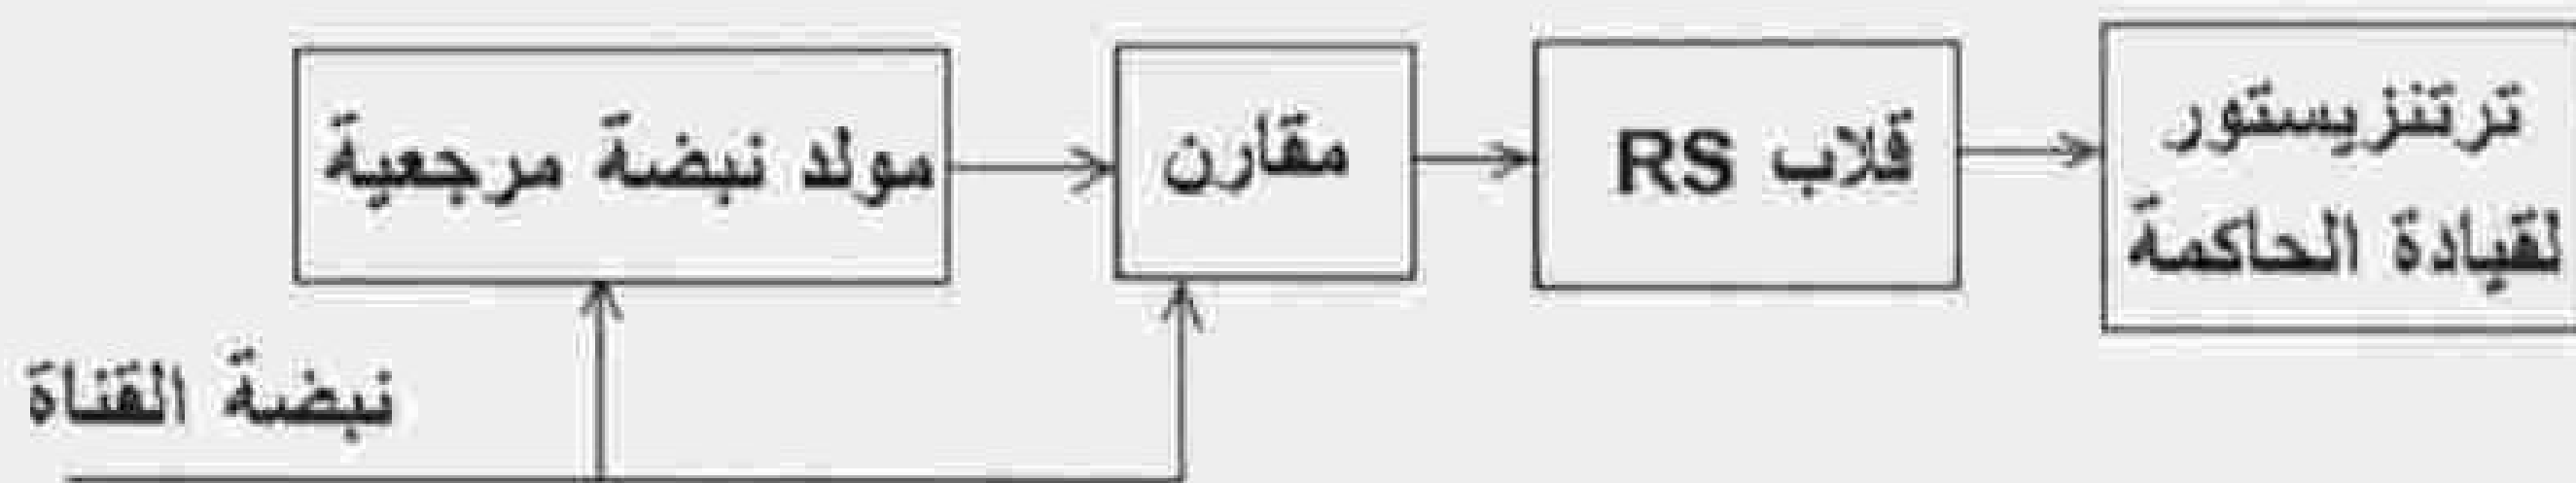 مولد نبضة مرجعية
مقارن
قلاب RS
ترتنزيستور
لقيادة الحاكمة
نبضة القناة